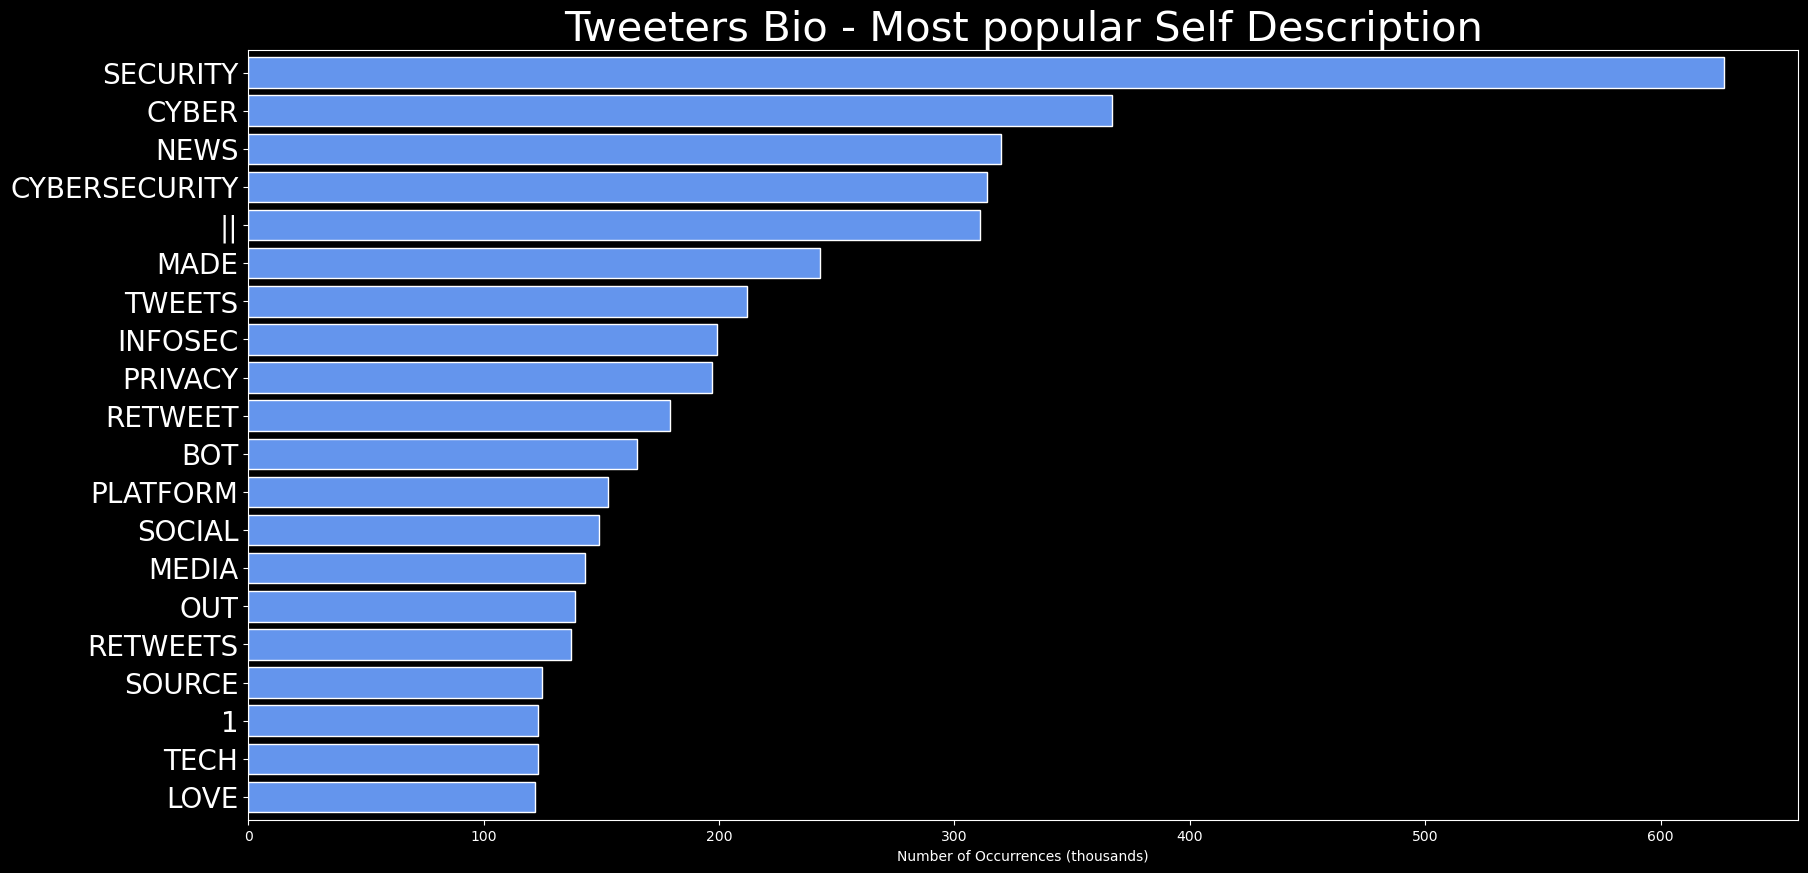 Tweeters Bio - Most popular Self Description
SECURITY
CYBER
NEWS
CYBERSECURITY
||
MADE
TWEETS
INFOSEC
PRIVACY
RETWEET
BOT
PLATFORM
SOCIAL
MEDIA
OUT
RETWEETS
SOURCE
1
TECH
LOVE
0 100 200 300 400 500 600
Number of Occurrences (thousands)